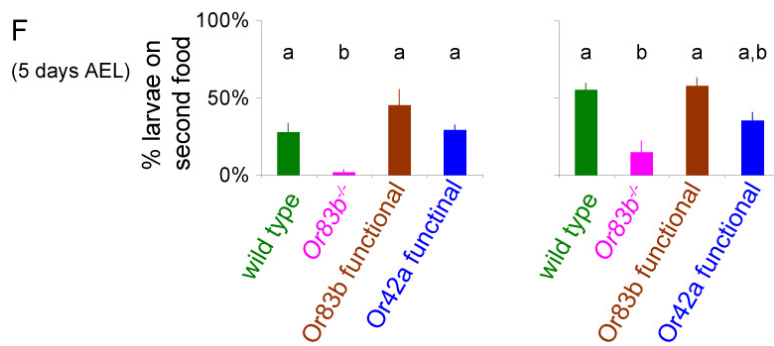 F
(5 days AEL)
% larvae on
second food
100%
50%
0%
a
b
a
a
wild type
Or83b-/-
Or83b functional
Or42a functinal
a
b
a
a,b
wild type
Or83b-/-
Or83b functional
Or42a functional